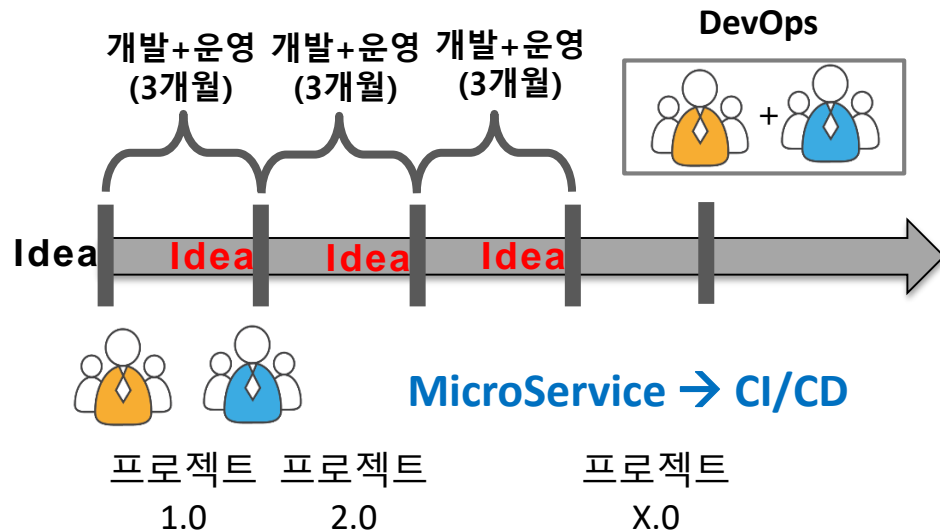 개발+운영
(3개월)
개발+운영
(3개월)
개발+운영
(3개월)
DevOps
+
Idea
Idea
Idea
Idea
MicroService → CI/CD
프로젝트
1.0
프로젝트
2.0
프로젝트
X.0